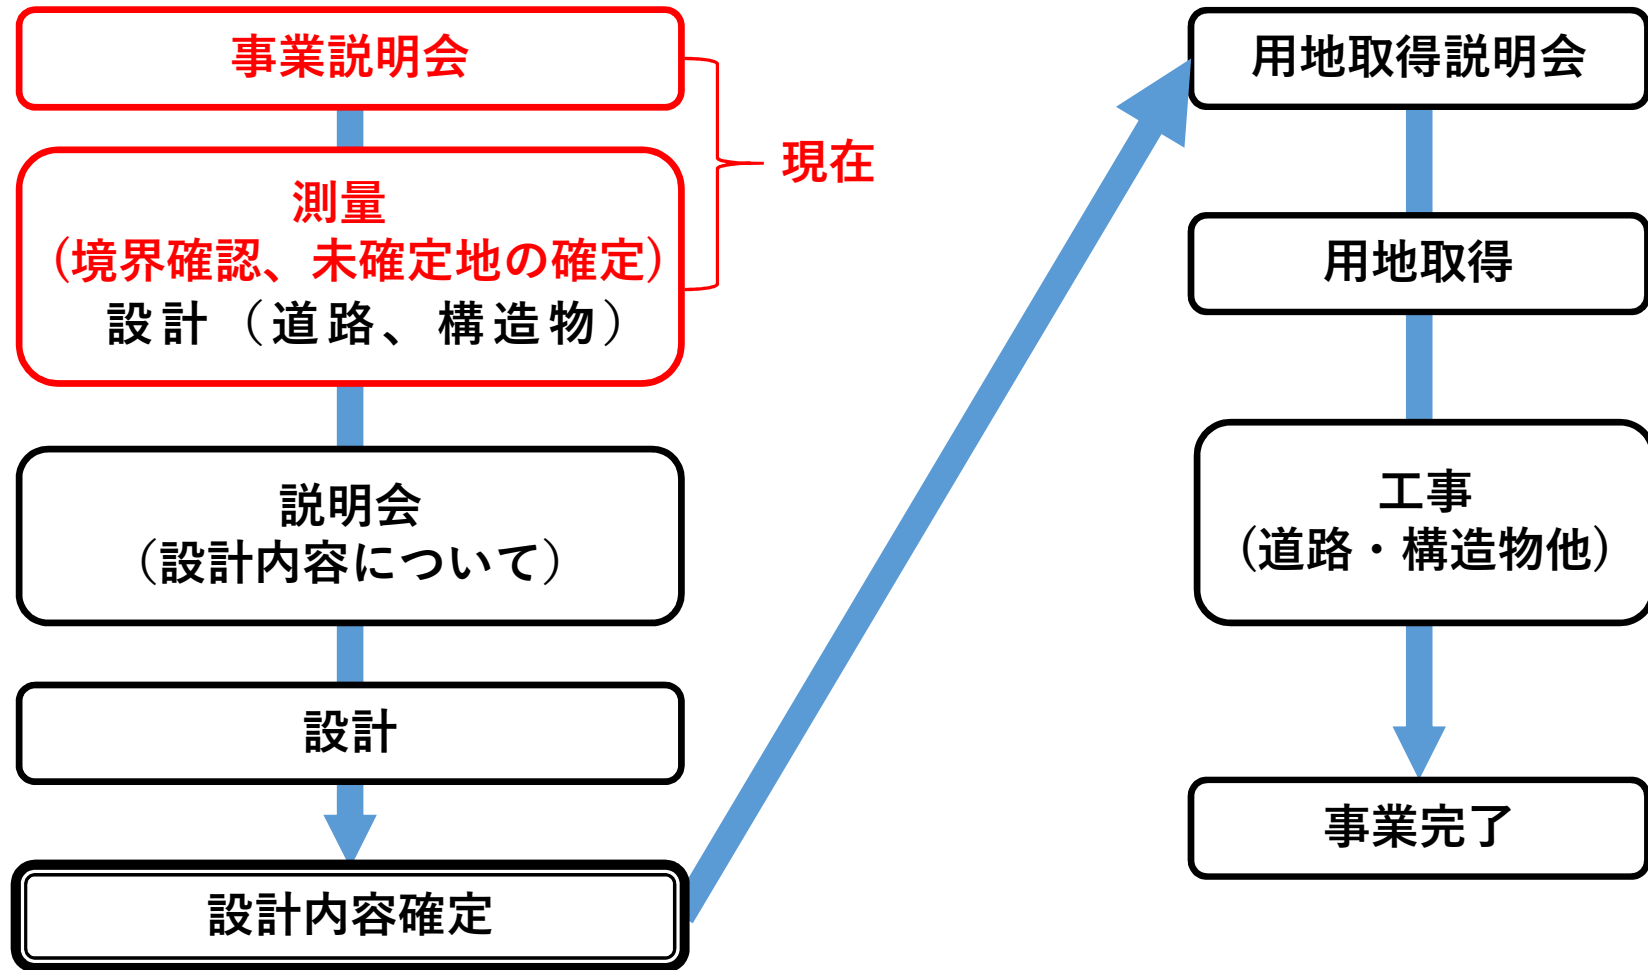 事業説明会
現在
測量
（境界確認、未確定地の確定）
設計（道路、構造物）
説明会
（設計内容について）
設計
設計内容確定
用地取得説明会
用地取得
工事
（道路・構造物他）
事業完了